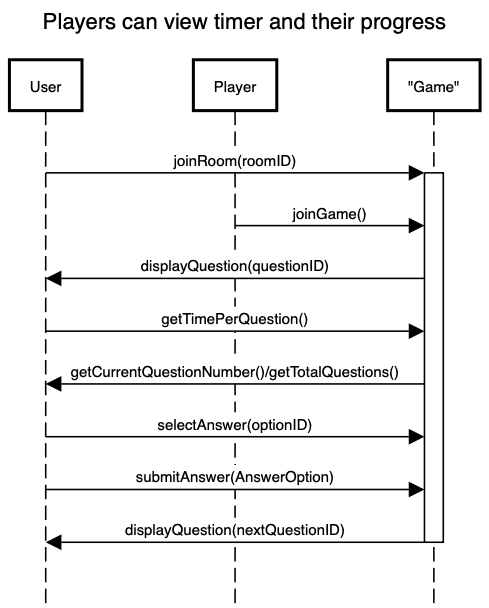 Players can view timer and their progress
User
Player
"Game"
joinRoom(roomID)
joinGame()
displayQuestion(questionID)
getTimePerQuestion()
getCurrentQuestionNumber()/getTotalQuestions()
selectAnswer(optionID)
submitAnswer(AnswerOption)
displayQuestion(nextQuestionID)